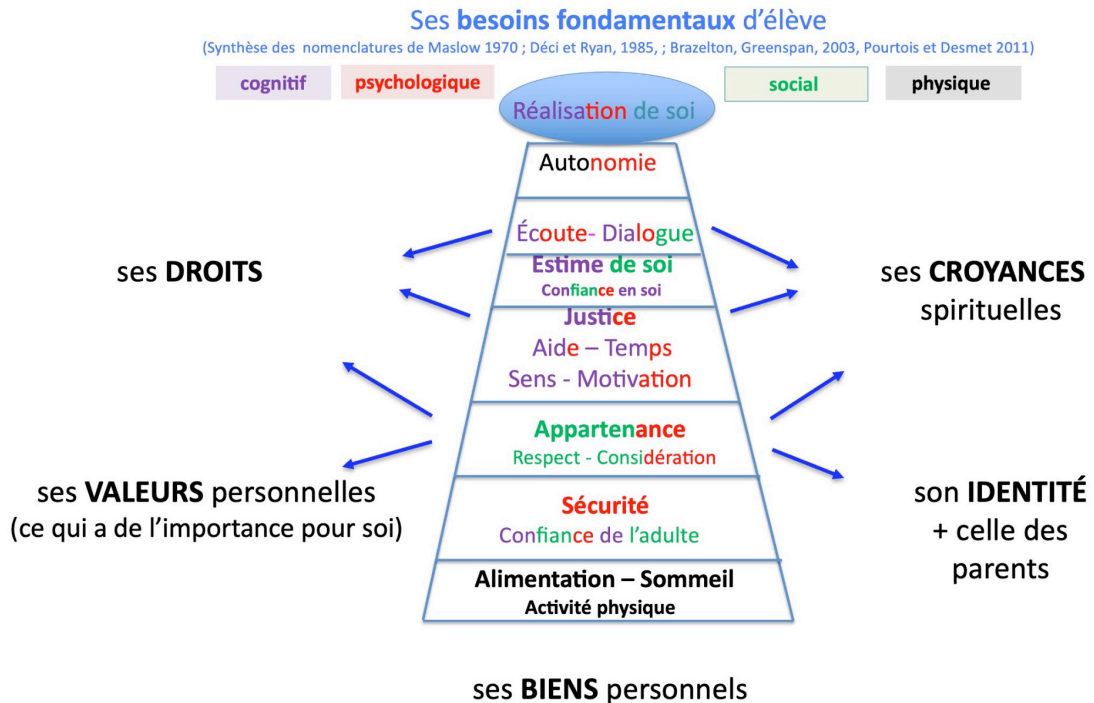 Ses besoins fondamentaux d'élève
(Synthèse des nomenclatures de Maslow 1970 ; Déci et Ryan, 1985, ; Brazelton, Greenspan, 2003, Pourtois et Desmet 2011)
cognitif
psychologique
social
physique
Réalisation de soi
Autonomie
Écoute- Dialogue
Estime de soi
Confiance en soi
Justice
Aide – Temps
Sens - Motivation
Appartenance
Respect - Considération
Sécurité
Confiance de l'adulte
Alimentation – Sommeil
Activité physique
ses DROITS
ses CROYANCES
spirituelles
ses VALEURS personnelles
(ce qui a de l'importance pour soi)
son IDENTITÉ
+ celle des
parents
ses BIENS personnels